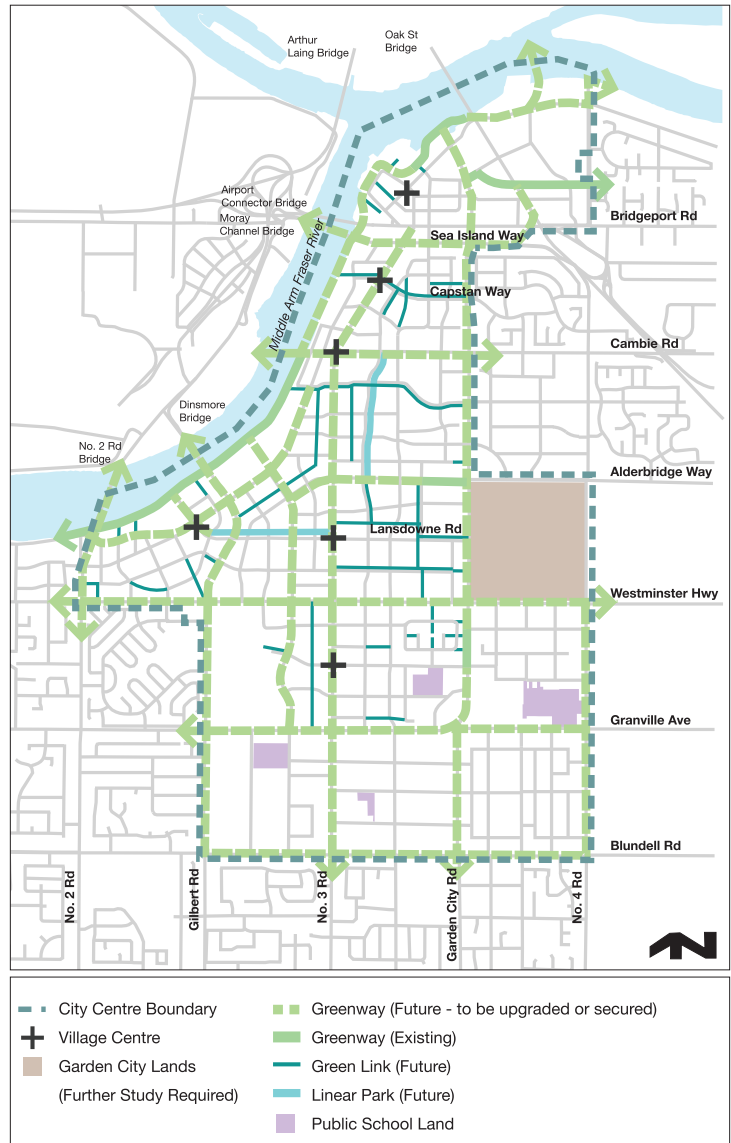 Arthur
Laing Bridge
Oak St
Bridge
Airport
Connector Bridge
Moray
Channel Bridge
Bridgeport Rd
Sea Island Way
Middle Arm Fraser River
Capstan Way
Cambie Rd
Dinsmore
Bridge
No. 2 Rd
Bridge
Alderbridge Way
Lansdowne Rd
Westminster Hwy
Granville Ave
Blundell Rd
No. 2 Rd
Gilbert Rd
No. 3 Rd
Garden City Rd
No. 4 Rd
N
City Centre Boundary
Village Centre
Garden City Lands
(Further Study Required)
Greenway (Future - to be upgraded or secured)
Greenway (Existing)
Green Link (Future)
Linear Park (Future)
Public School Land